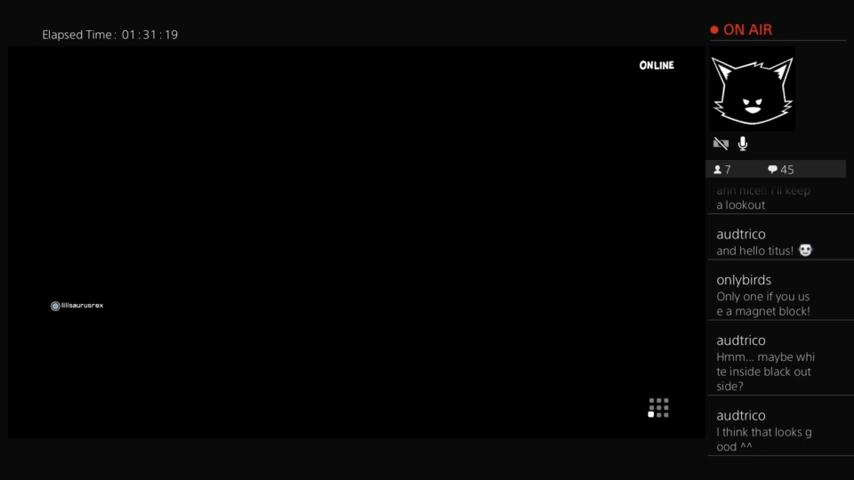 Elapsed Time: 01:31:19
ON AIR
ONLINE
7
45
ahh nice!! I'll keep
a lookout
audtrico
and hello titus!
onlybirds
Only one if you us
e a magnet block!
lilisaurusrex
audtrico
Hmm... maybe whi
te inside black out
side?
audtrico
I think that looks g
ood ^^